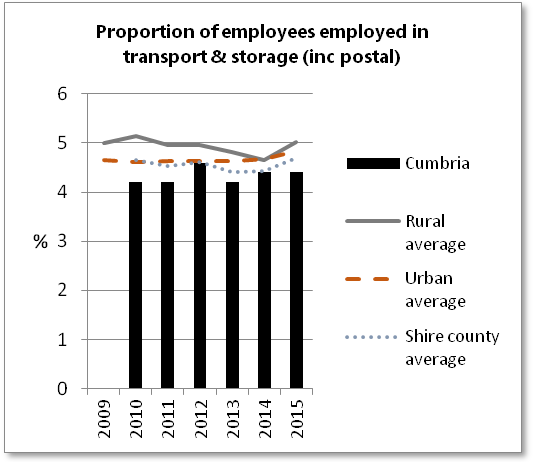 Proportion of employees employed in
transport & storage (inc postal)
6
5
4
3
2
1
0
%
2009
2010
2011
2012
2013
2014
2015
Cumbria
Rural
average
Urban
average
Shire county
average